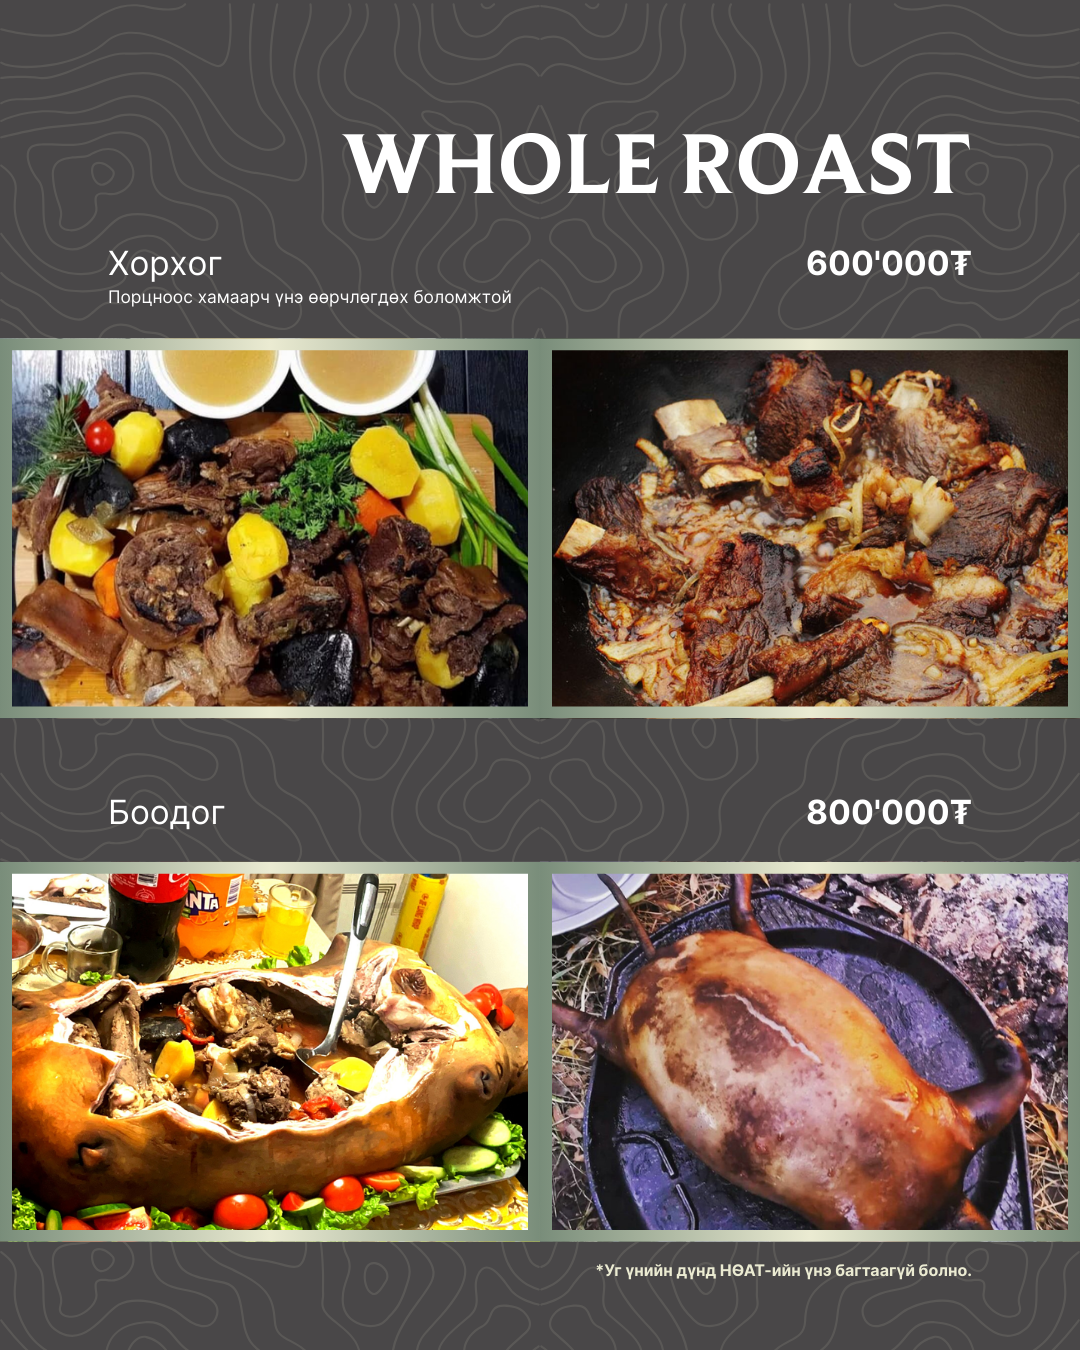 WHOLE ROAST
Хорхог
600'000₮
Порцноос хамаарч үнэ өөрчлөгдөх боломжтой
Боодог
800'000₮
*Уг үнийн дүнд НӨАТ-ийн үнэ багтаагүй болно.